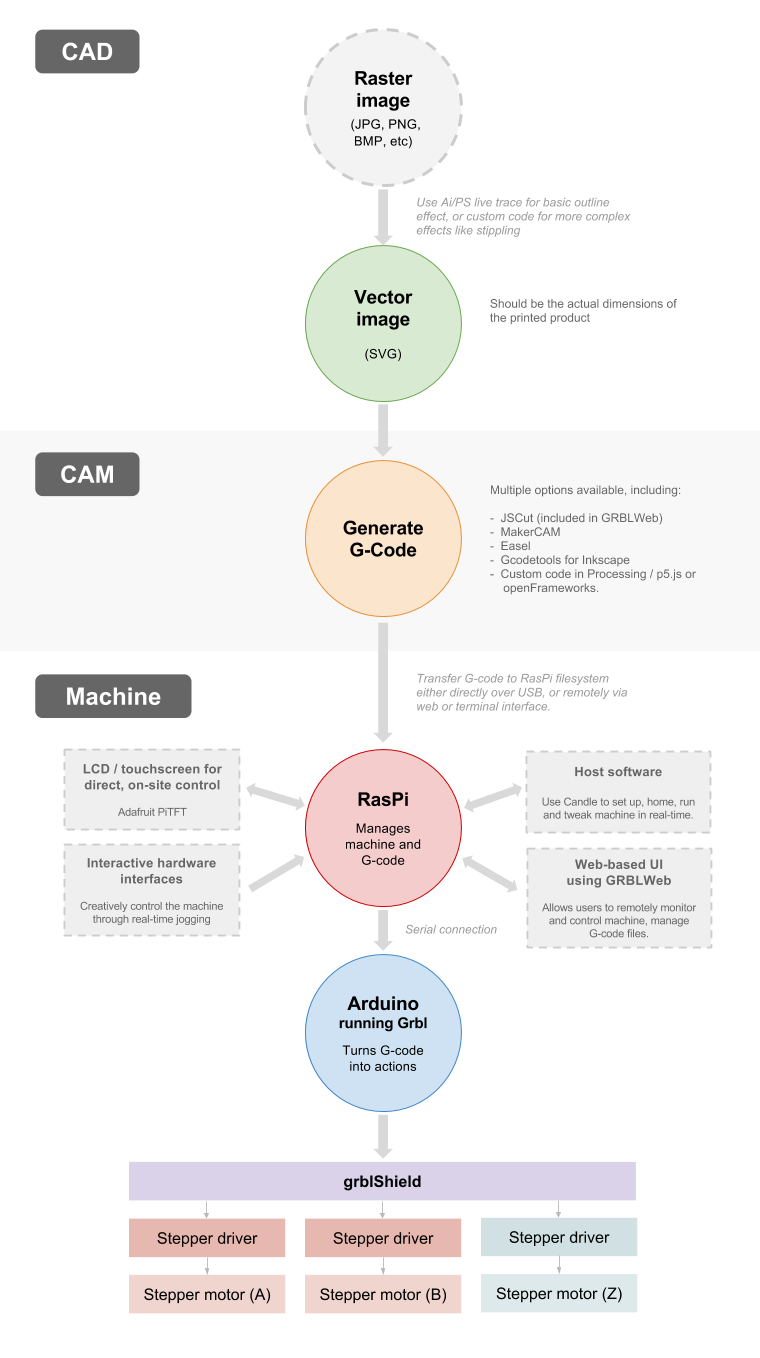 CAD
Raster
image
(JPG, PNG,
BMP, etc)
Use Ai/PS live trace for basic outline
effect, or custom code for more complex
effects like stippling
Vector
image
(SVG)
Should be the actual dimensions of
the printed product
CAM
Generate
G-Code
Multiple options available, including:
- JSCut (included in GRBLWeb)
- MakerCAM
- Easel
- Gcodetools for Inkscape
- Custom code in Processing / p5.js or
openFrameworks.
Machine
Transfer G-code to RasPi filesystem
either directly over USB, or remotely via
web or terminal interface.
LCD / touchscreen for
direct, on-site control
Adafruit PiTFT
Interactive hardware
interfaces
Creatively control the machine
through real-time jogging
RasPi
Manages
machine and
G-code
Host software
Use Candle to set up, home, run
and tweak machine in real-time.
Web-based UI
using GRBLWeb
Allows users to remotely monitor
and control machine, manage
G-code files.
Serial connection
Arduino
running Grbl
Turns G-code
into actions
grblShield
Stepper driver
Stepper driver
Stepper driver
Stepper motor (A)
Stepper motor (B)
Stepper motor (Z)